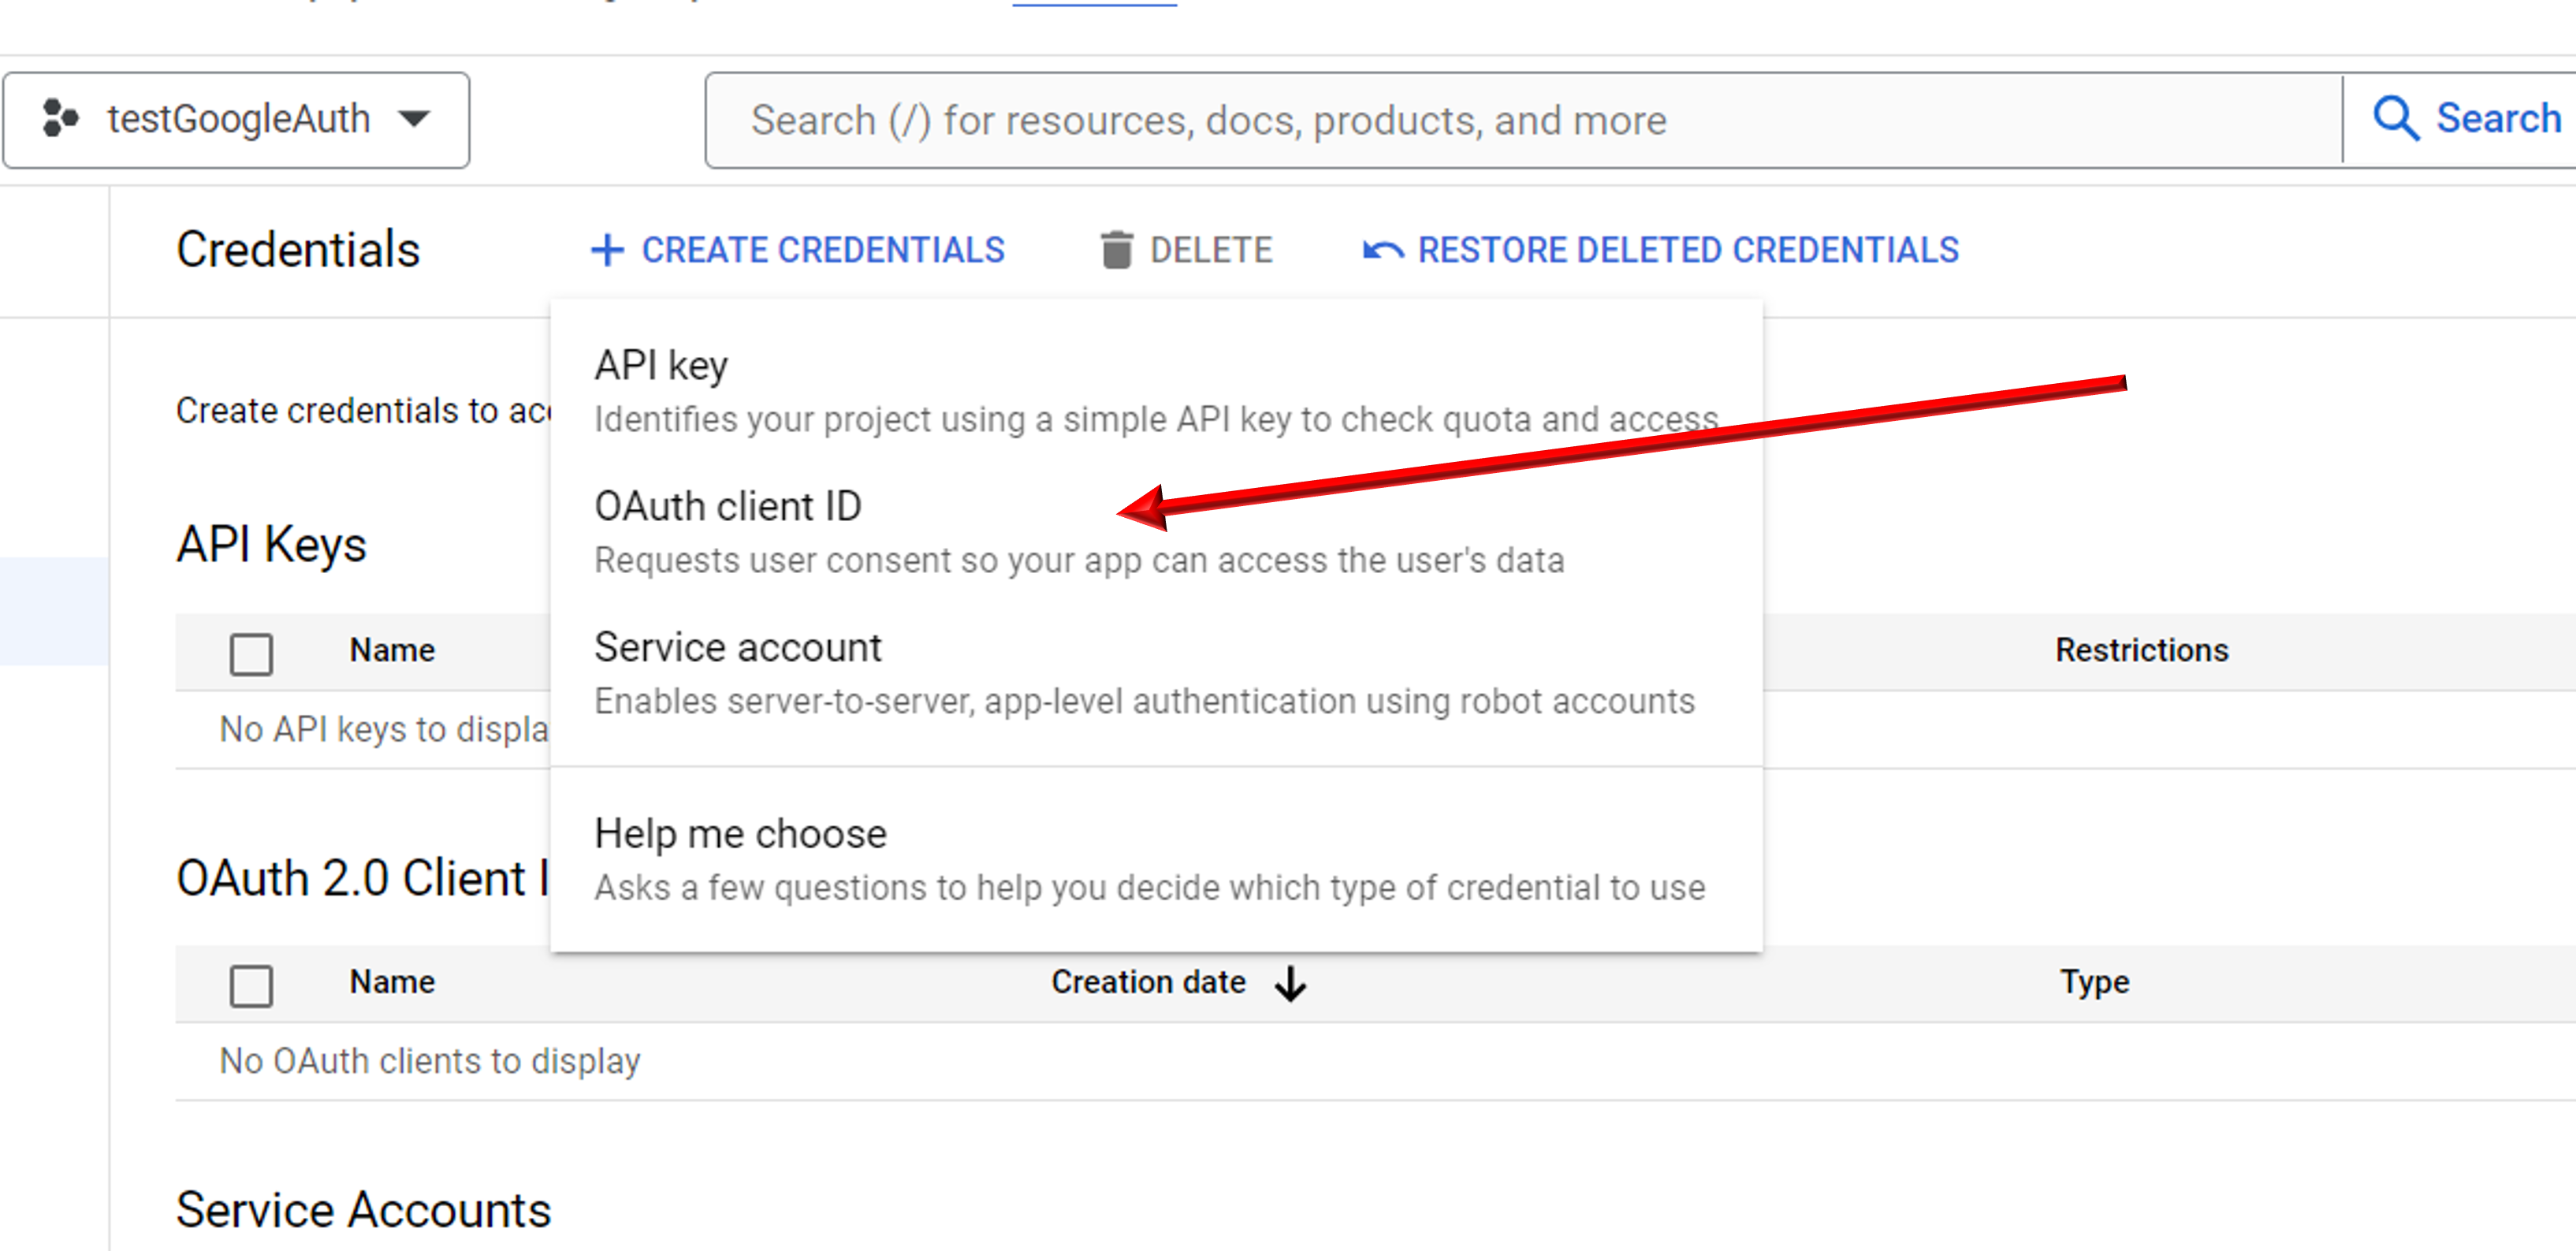 testGoogleAuth
Search (/) for resources, docs, products, and more
Search
Credentials
CREATE CREDENTIALS
DELETE
RESTORE DELETED CREDENTIALS
API key
Identifies your project using a simple API key to check quota and access
Create credentials to
OAuth client ID
Requests user consent so your app can access the user's data
API Keys
Service account
Enables server-to-server, app-level authentication using robot accounts
Name
Restrictions
No API keys to displa
Help me choose
Asks a few questions to help you decide which type of credential to use
OAuth 2.0 Client I
Name
Creation date
Type
No OAuth clients to display
Service Accounts